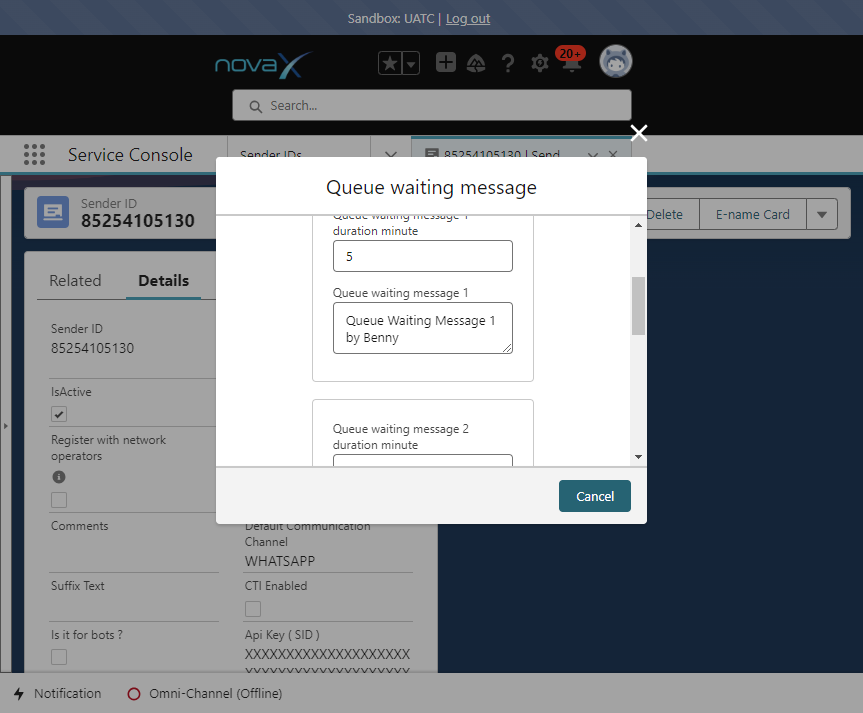 Sandbox: UATC | Log out
novaX
20+
Search...
Service Console
Sender IDs
85254105130 | Send
Sender ID
85254105130
Delete
E-name Card
Queue waiting message
Queue waiting message 1
duration minute
5
Queue waiting message 1
Queue Waiting Message 1
by Benny
Queue waiting message 2
duration minute
Cancel
Related
Details
Sender ID
85254105130
IsActive
Register with network
operators
Comments
Default Communication
Channel
WHATSAPP
Suffix Text
CTI Enabled
Is it for bots ?
Api Key ( SID )
XXXXXXXXXXXXXXXXXXXX
XXXXXXXXXXXXXXXXXXXX
Notification
Omni-Channel (Offline)